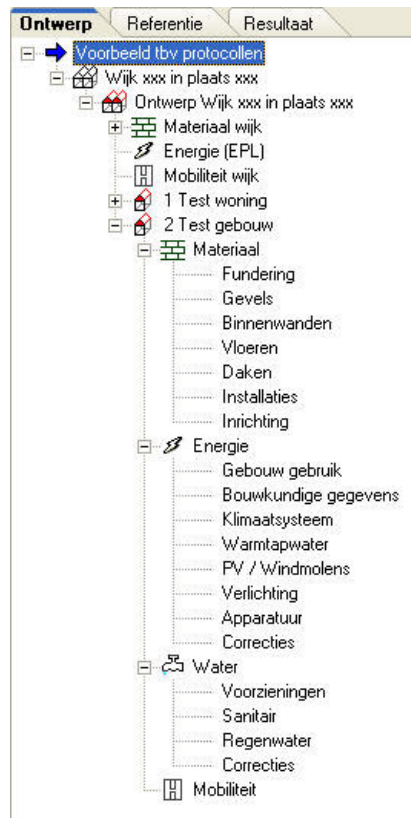 Ontwerp Referentie Resultaat
Voorbeeld tbv protocollen
Wijk xxx in plaats xxx
Ontwerp Wijk xxx in plaats xxx
Materiaal wijk
Energie (EPL)
Mobiliteit wijk
1 Test woning
2 Test gebouw
Materiaal
Fundering
Gevels
Binnenwanden
Vloeren
Daken
Installaties
Inrichting
Energie
Gebouw gebruik
Bouwkundige gegevens
Klimaatsysteem
Warmtapwater
PV / Windmolens
Verlichting
Apparatuur
Correcties
Water
Voorzieningen
Sanitair
Regenwater
Correcties
Mobiliteit